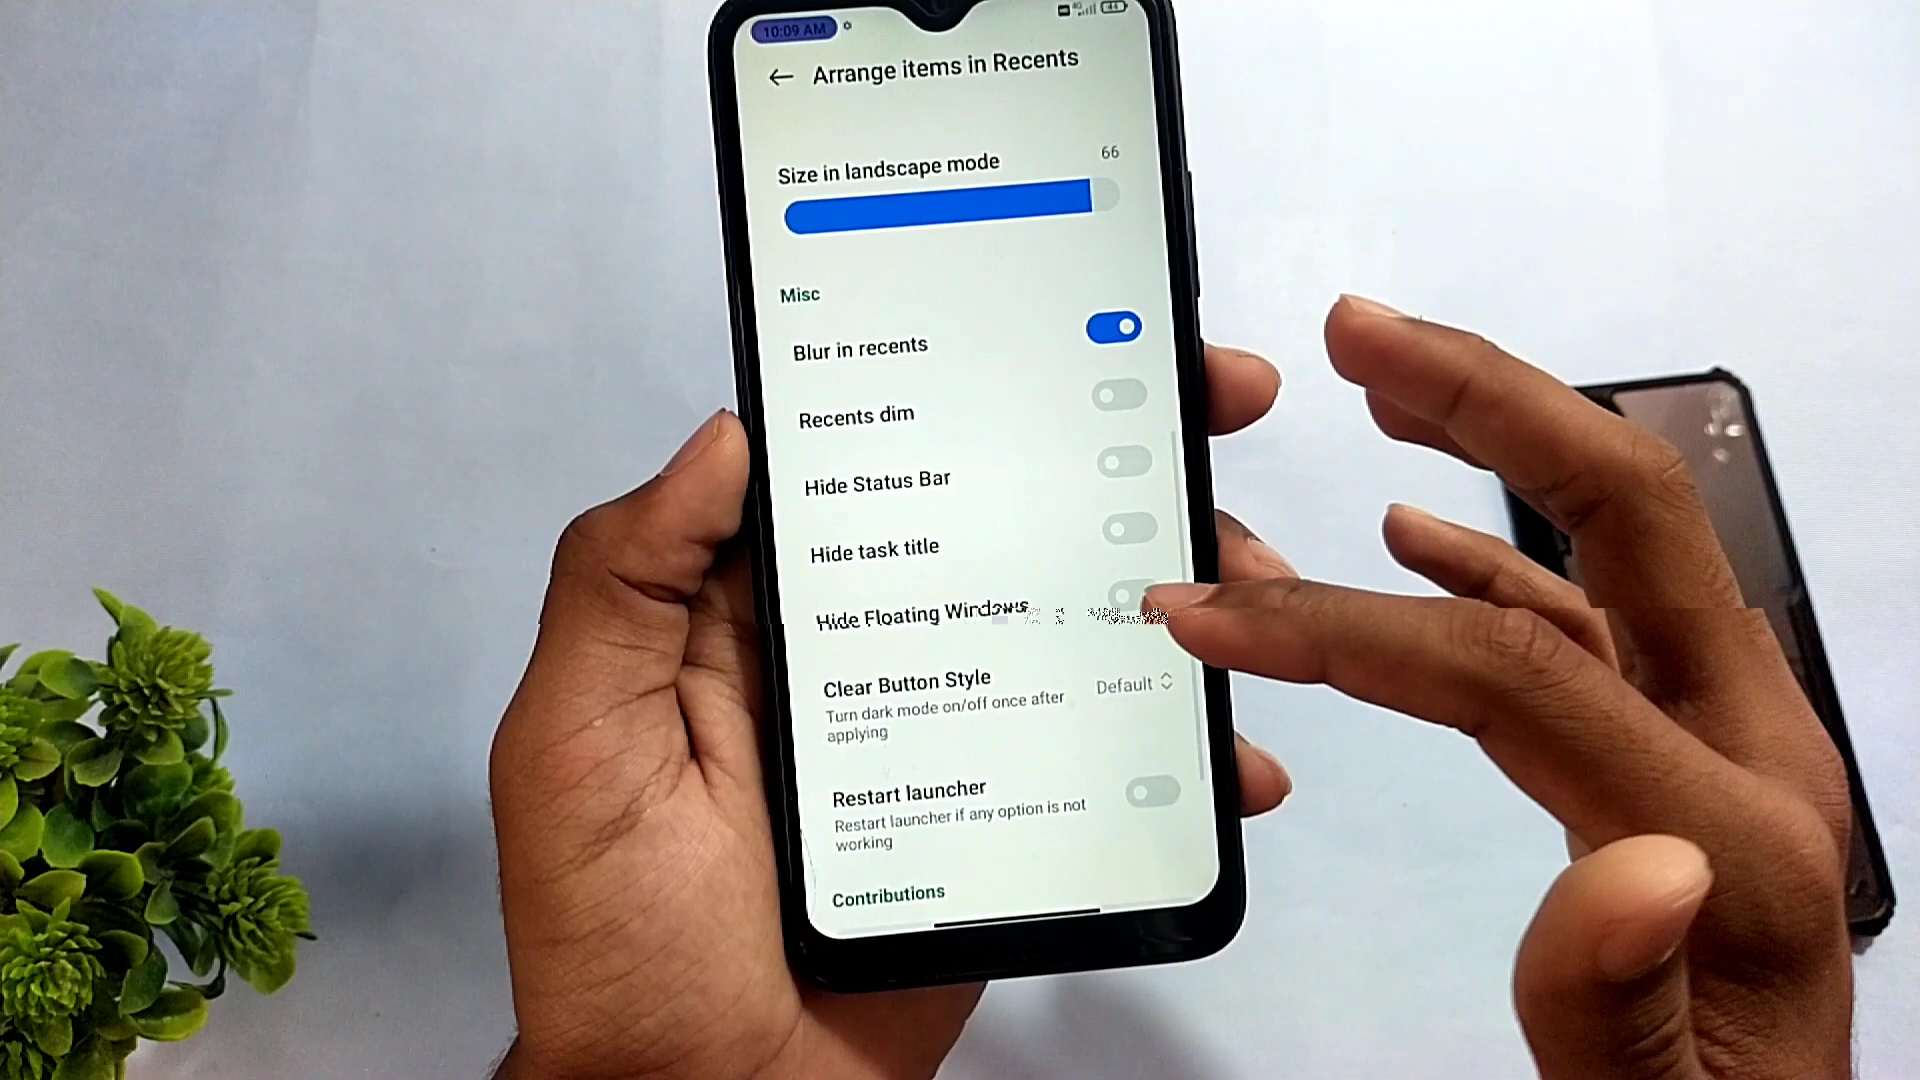 10:09 AM
4G
44
Arrange items in Recents
Size in landscape mode
66
Misc
Blur in recents
Recents dim
Hide Status Bar
Hide task title
Hide Floating Windows
Clear Button Style
Turn dark mode on/off once after
applying
Default
Restart launcher
Restart launcher if any option is not
working
Contributions